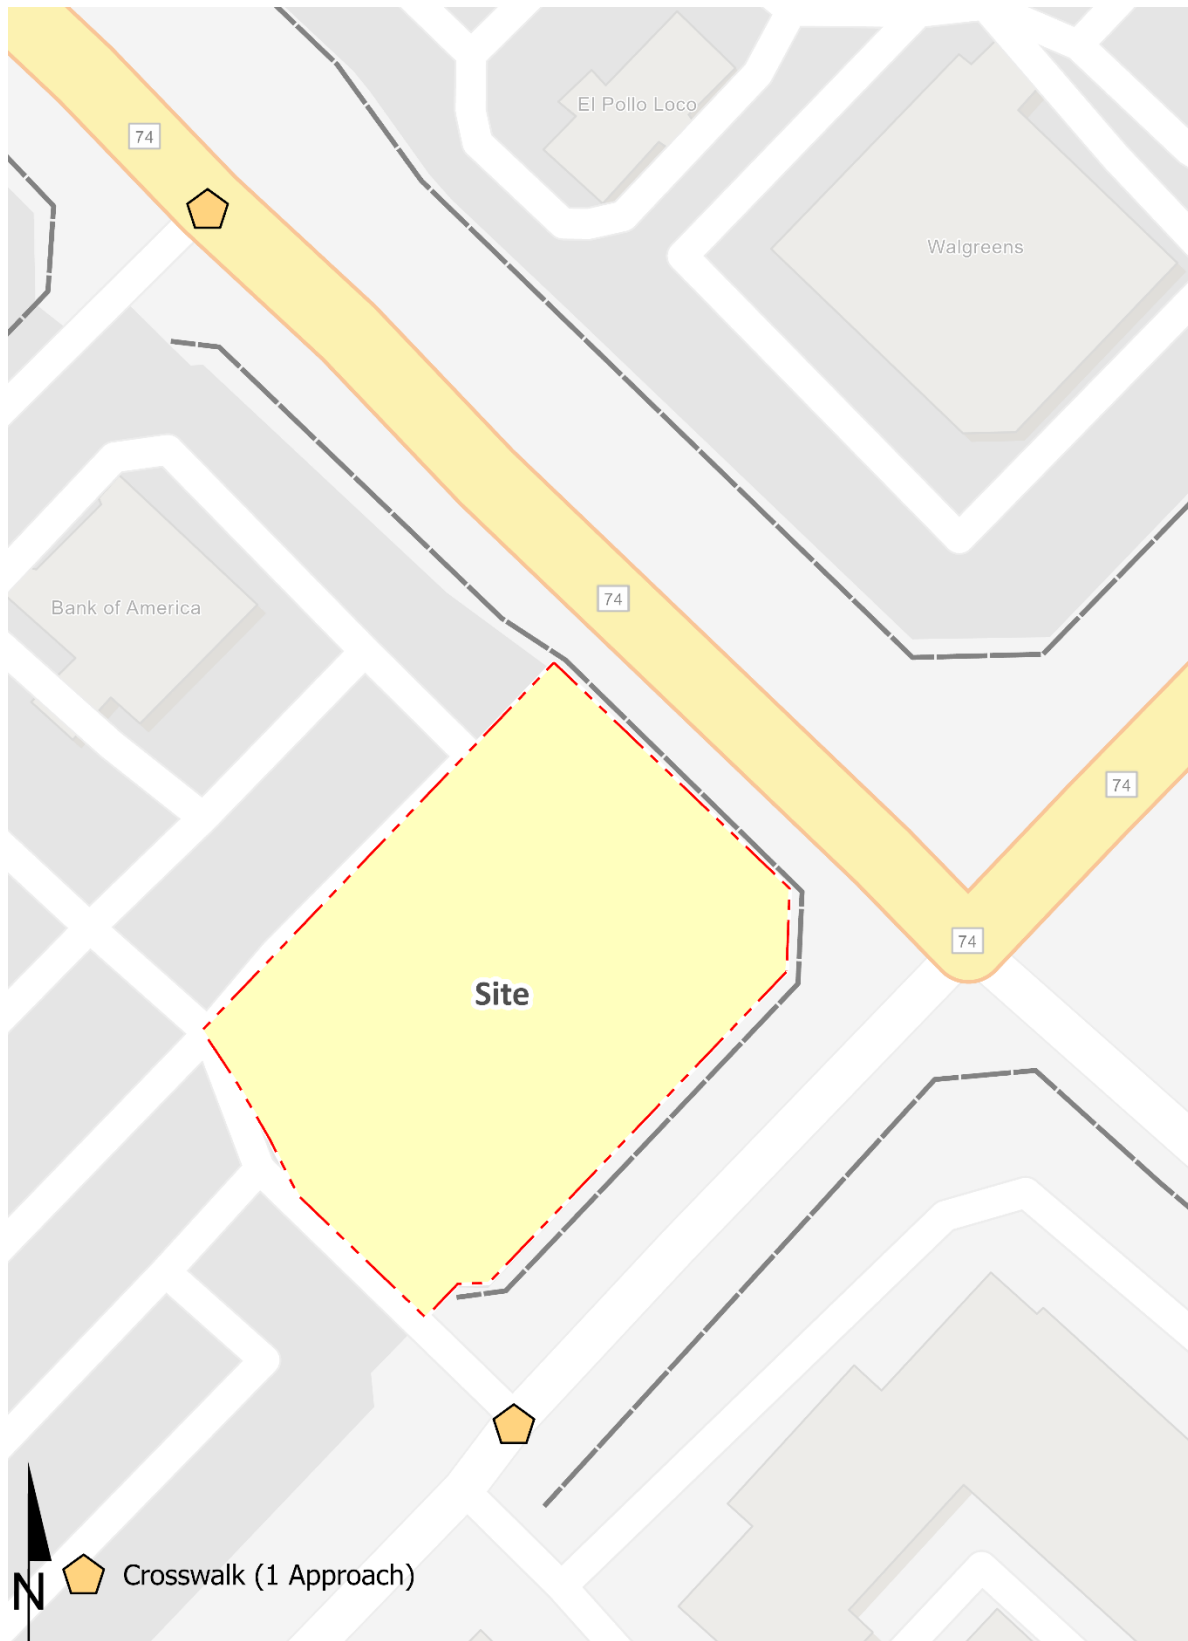 El Pollo Loco
74
Walgreens
74
Bank of America
74
74
Site
Crosswalk (1 Approach)
N